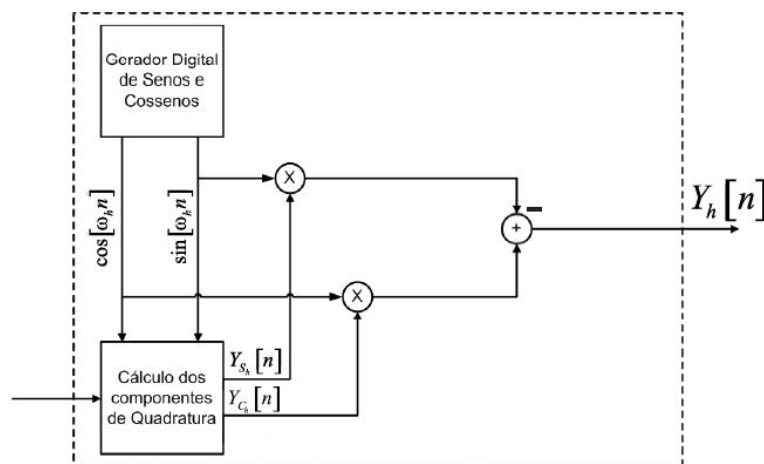 Gerador Digital
de Senos e
Cossenos
cos[ω_h n]
sin[ω_h n]
X
−
Y_h[n]
+
X
Y_{S_h}[n]
Y_{C_h}[n]
Cálculo dos
componentes
de Quadratura